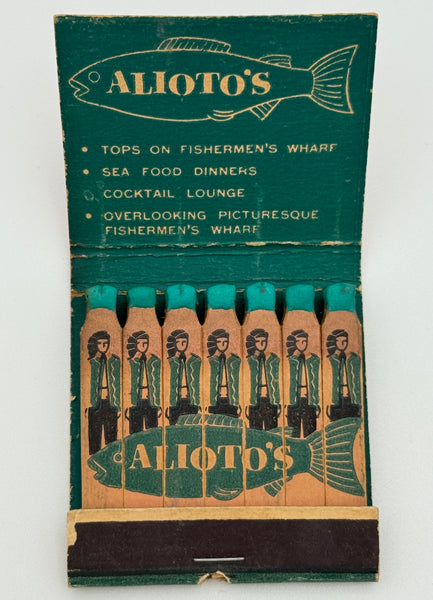 ALIOTO'S
• TOPS ON FISHERMEN'S WHARF
• SEA FOOD DINNERS
COCKTAIL LOUNGE
• OVERLOOKING PICTURESQUE
FISHERMEN'S WHARF
ALIOTO'S